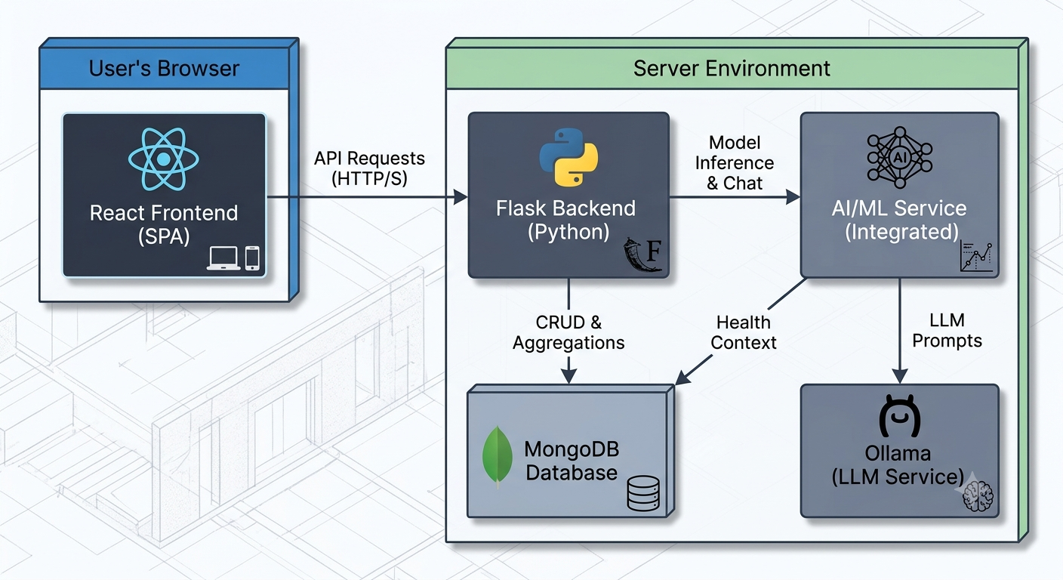 User's Browser
React Frontend
(SPA)
API Requests
(HTTP/S)
Server Environment
Flask Backend
(Python)
F
Model
Inference
& Chat
AI
AI/ML Service
(Integrated)
CRUD &
Aggregations
Health
Context
LLM
Prompts
MongoDB
Database
Ollama
(LLM Service)